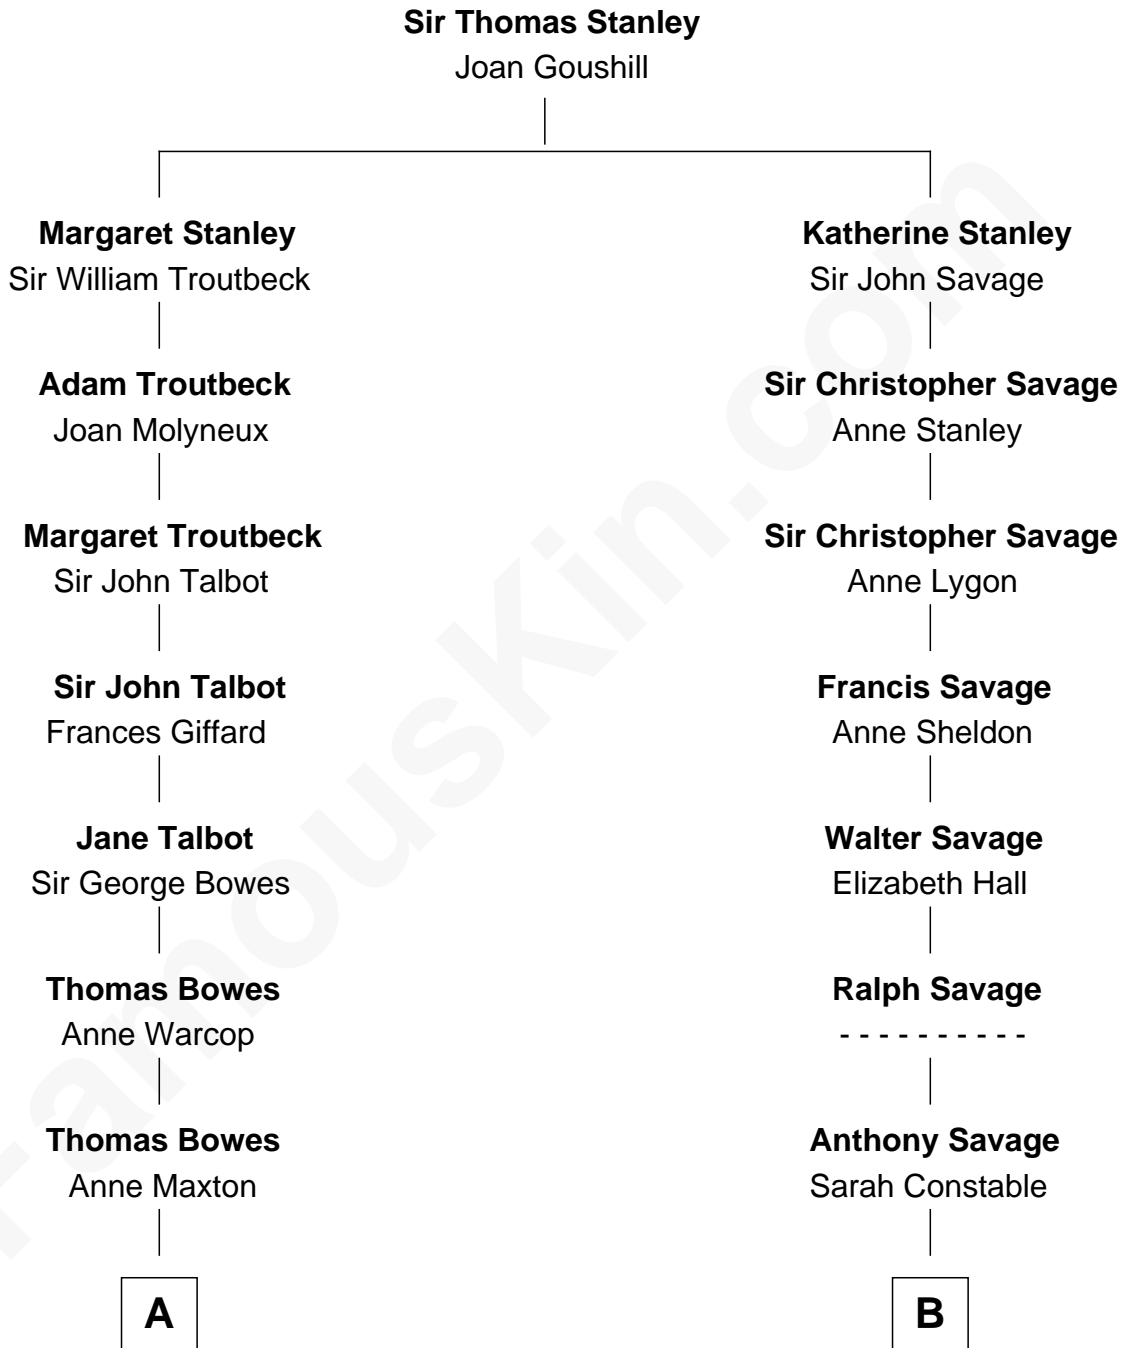 Sir Thomas Stanley
Joan Goushill
Margaret Stanley
Sir William Troutbeck
Katherine Stanley
Sir John Savage
Adam Troutbeck
Joan Molyneux
Sir Christopher Savage
Anne Stanley
Margaret Troutbeck
Sir John Talbot
Sir Christopher Savage
Anne Lygon
Sir John Talbot
Frances Giffard
Francis Savage
Anne Sheldon
Jane Talbot
Sir George Bowes
Walter Savage
Elizabeth Hall
Thomas Bowes
Anne Warcop
Ralph Savage
- - - - - - - - - -
Thomas Bowes
Anne Maxton
Anthony Savage
Sarah Constable
A
B
FamousKin.com